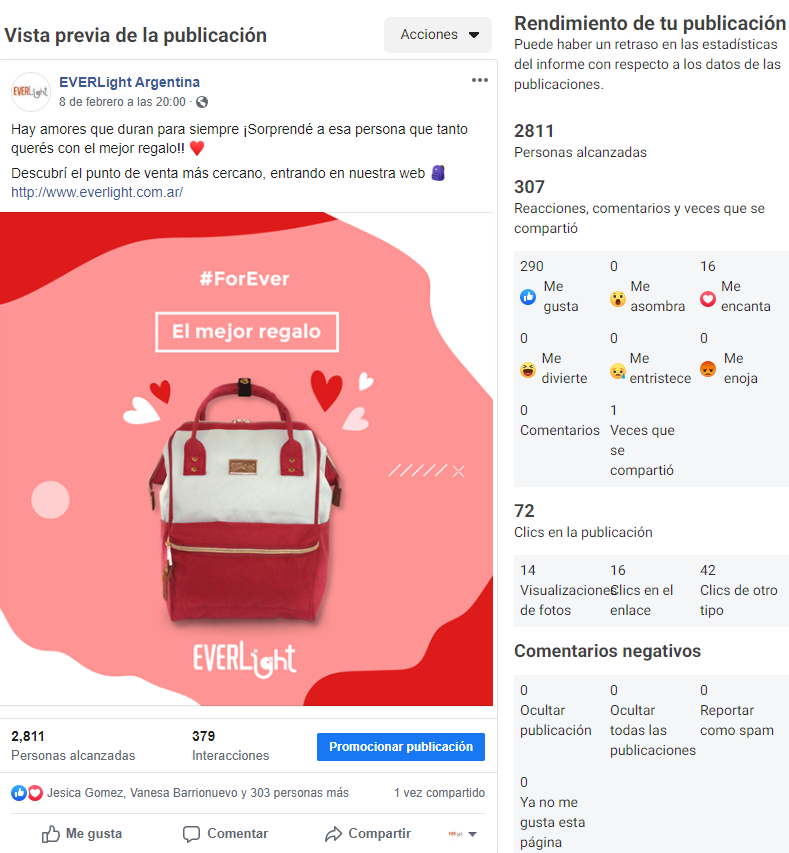 Vista previa de la publicación
Acciones
EVERLight
EVERLight Argentina
8 de febrero a las 20:00 ·
Hay amores que duran para siempre ¡Sorprendé a esa persona que tanto
querés con el mejor regalo!! ❤️
Descubrí el punto de venta más cercano, entrando en nuestra web
http://www.everlight.com.ar/
#ForEver
El mejor regalo
EVERLight
2,811
Personas alcanzadas
379
Interacciones
Promocionar publicación
Jesica Gomez, Vanesa Barrionuevo y 303 personas más
1 vez compartido
Me gusta
Comentar
Compartir
Rendimiento de tu publicación
Puede haber un retraso en las estadísticas
del informe con respecto a los datos de las
publicaciones.
2811
Personas alcanzadas
307
Reacciones, comentarios y veces que se
compartió
290
Me
gusta
0
Me
asombra
16
Me
encanta
0
Me
divierte
0
Me
entristece
0
Me
enoja
0
Comentarios
1
Veces que
se
compartió
72
Clics en la publicación
14
Visualizaciones
de fotos
16
Clics en el
enlace
42
Clics de otro
tipo
Comentarios negativos
0
Ocultar
publicación
0
Ocultar
todas las
publicaciones
0
Reportar
como spam
0
Ya no me
gusta esta
página